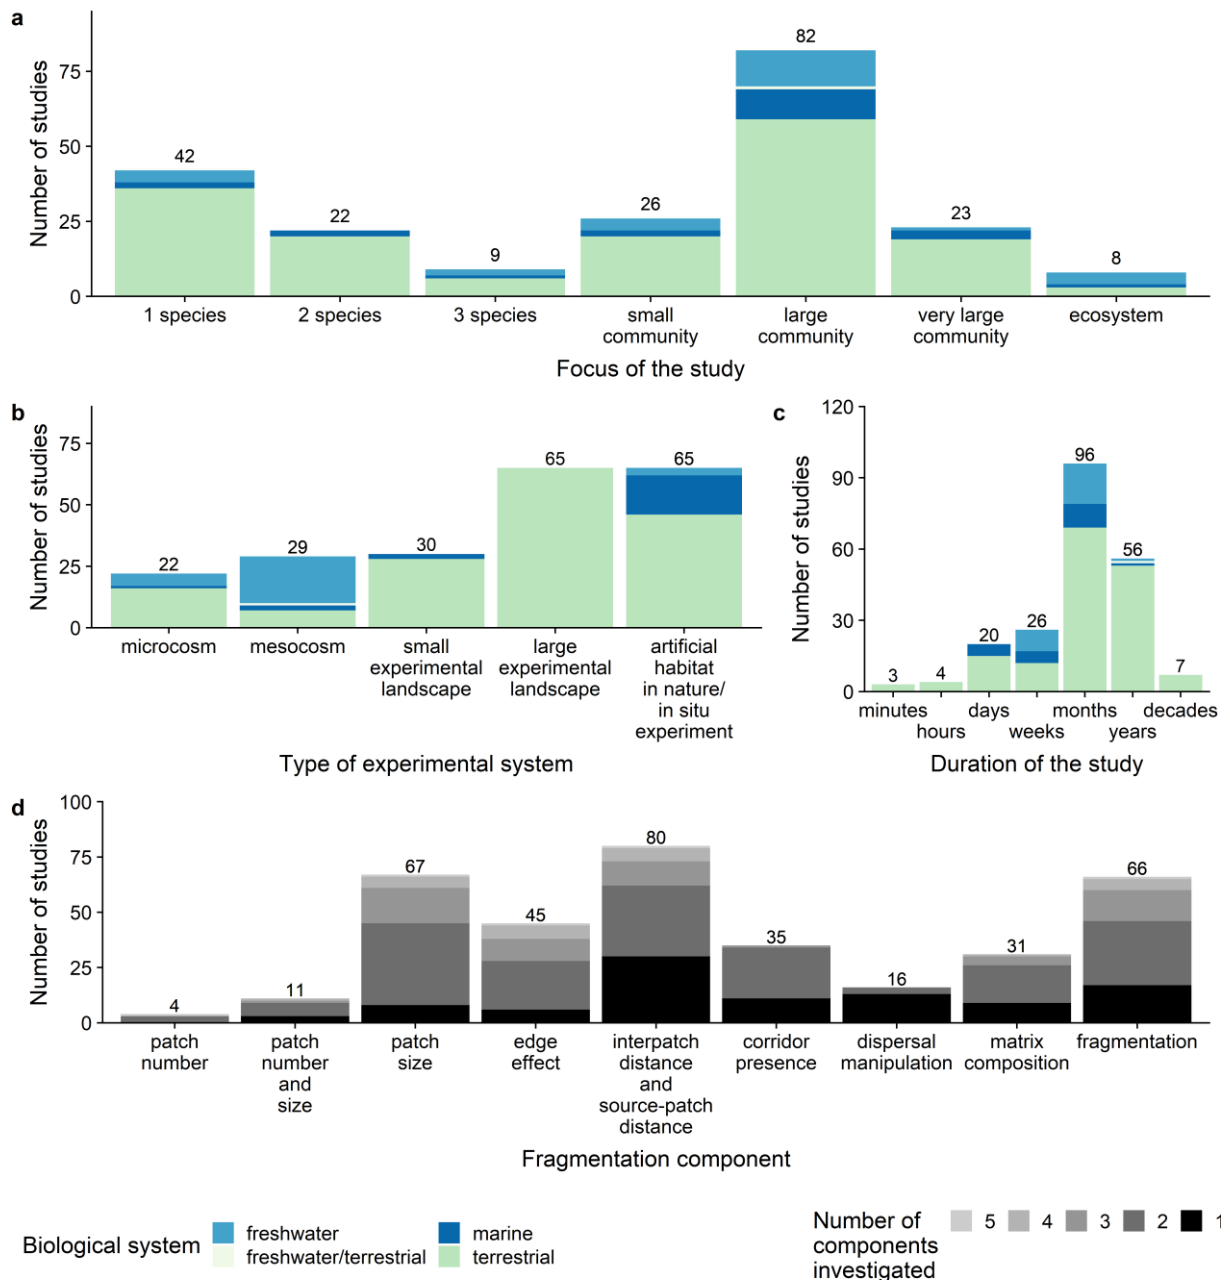 a
Number of studies
75
50
25
0
42
22
9
26
82
23
8
1 species
2 species
3 species
small
community
large
community
very large
community
ecosystem
Focus of the study
b
Number of studies
75
50
25
0
22
29
30
65
65
microcosm
mesocosm
small
experimental
landscape
large
experimental
landscape
artificial
habitat
in nature/
in situ
experiment
Type of experimental system
c
Number of studies
120
90
60
30
0
3
4
20
26
96
56
7
minutes
hours
days
weeks
months
years
decades
Duration of the study
d
Number of studies
100
75
50
25
0
4
11
67
45
80
35
16
31
66
patch
number
patch
number
and
size
patch
size
edge
effect
interpatch
distance
and
source-patch
distance
corridor
presence
dispersal
manipulation
matrix
composition
fragmentation
Fragmentation component
Biological system
freshwater
freshwater/terrestrial
marine
terrestrial
Number of
components
investigated
5
4
3
2
1